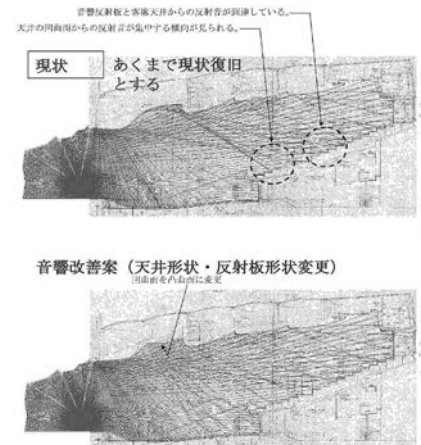 音響反射板と客席天井からの反射音が到達している。
天井の凹曲面からの反射音が集中する傾向が見られる。
現状
あくまで現状復旧
とする
音響改善案（天井形状・反射板形状変更）
凹曲面を凸曲面に変更